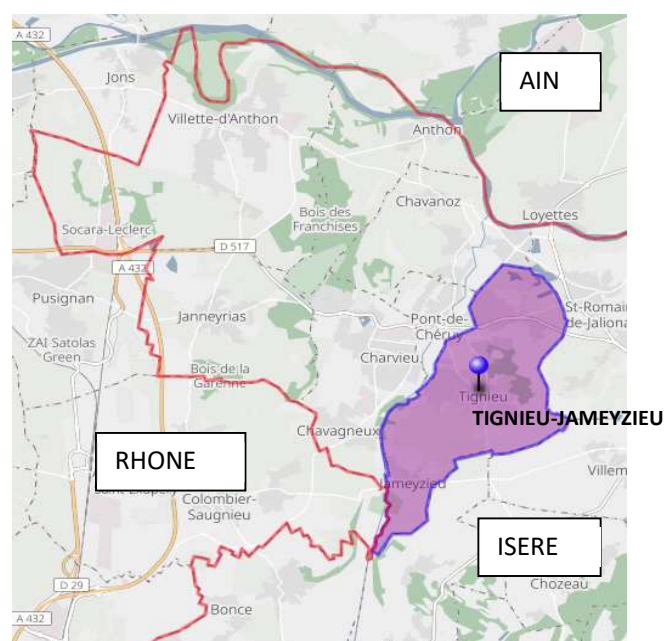 A 432
Jons
AIN
Villette-d'Anthon
Anthon
Chavanoz
Bois des
Franchises
Loyettes
Socara-Leclerc
D 517
A 432
Pusignan
Janneyrias
Pont-de-
Chéruy
St-Romain
de-Jaliona
ZAI Satolas
Green
Charvieu
Bois de la
Garenne
Tignieu
TIGNIEU-JAMEYZIEU
Chavagneux
RHONE
Villem
Jameyzieu
Colombier-
Saugnieu
ISERE
Chozeau
D 29
A 432
Bonce